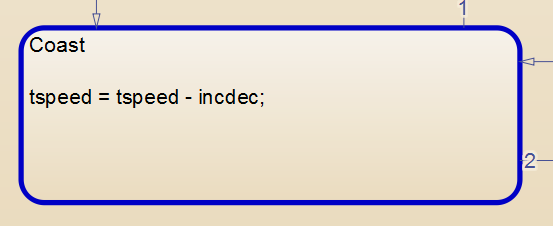 1
Coast
tspeed = tspeed - incdec;
2